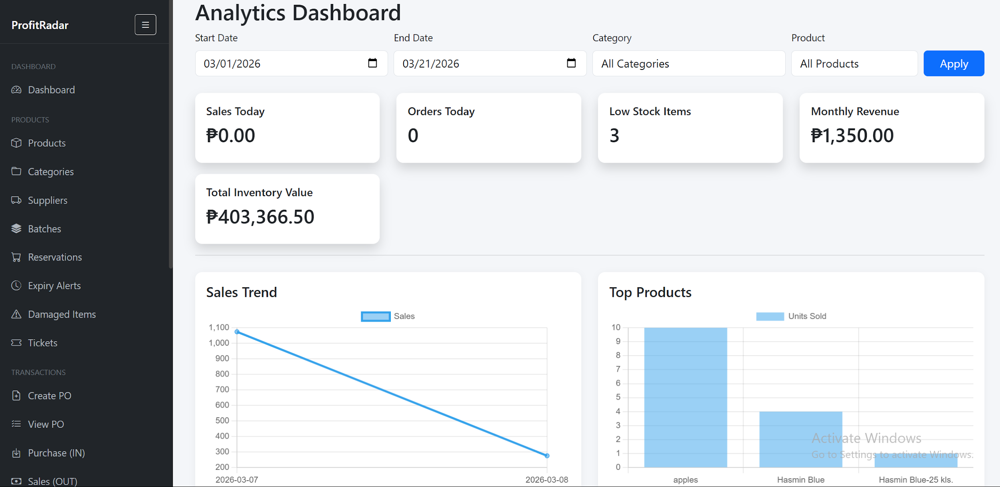 ProfitRadar
DASHBOARD
Dashboard
PRODUCTS
Products
Categories
Suppliers
Batches
Reservations
Expiry Alerts
Damaged Items
Tickets
TRANSACTIONS
Create PO
View PO
Purchase (IN)
Sales (OUT)
Analytics Dashboard
Start Date End Date Category Product
03/01/2026 03/21/2026 All Categories All Products Apply
Sales Today
₱0.00
Orders Today
0
Low Stock Items
3
Monthly Revenue
₱1,350.00
Total Inventory Value
₱403,366.50
Sales Trend
Sales
1,100
1,000
900
800
700
600
500
400
300
200
2026-03-07 2026-03-08
Top Products
Units Sold
10
9
8
7
6
5
4
3
2
1
0
apples Hasmin Blue Hasmin Blue-25 kls.
Activate Windows
Go to Settings to activate Windows.